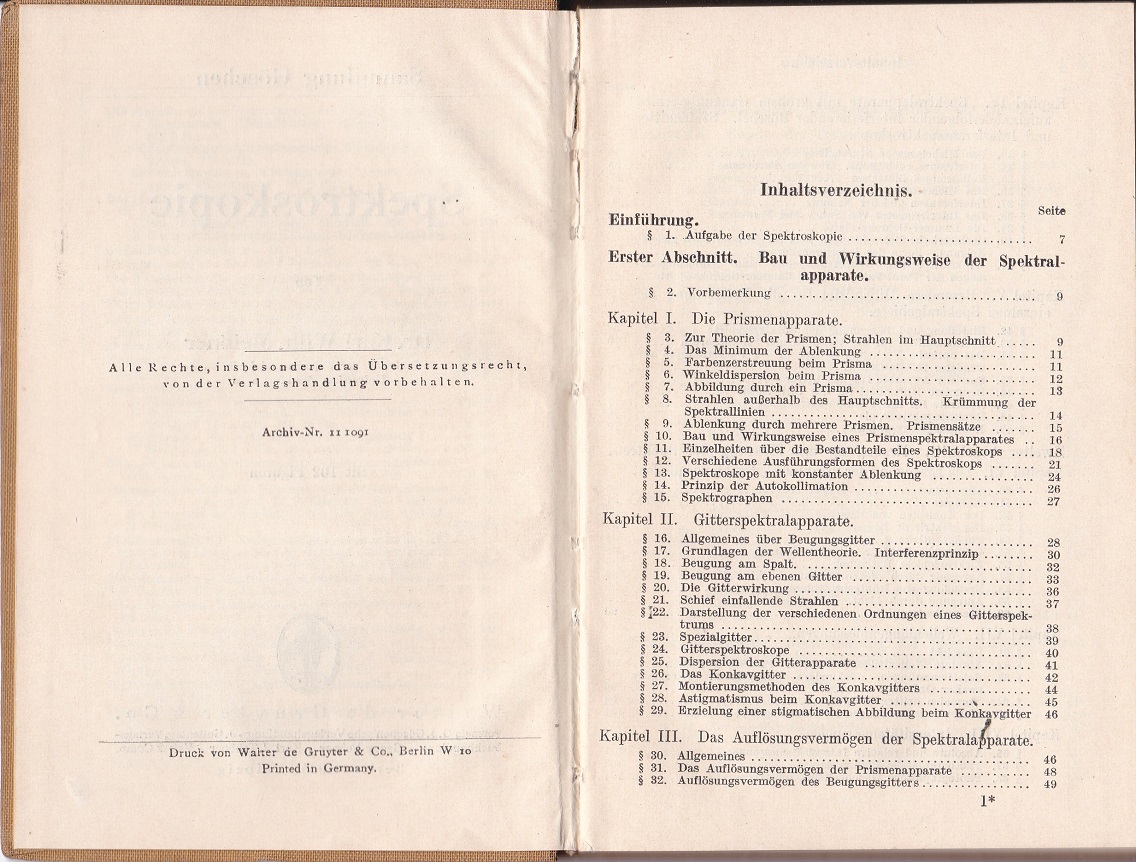 Alle Rechte, insbesondere das Übersetzungsrecht,
von der Verlagshandlung vorbehalten.
Archiv-Nr. 11 1091
Druck von Walter de Gruyter & Co., Berlin W 10
Printed in Germany.
Inhaltsverzeichnis.
Seite
Einführung.
§ 1. Aufgabe der Spektroskopie .......................... 7
Erster Abschnitt. Bau und Wirkungsweise der Spektral-
apparate.
§ 2. Vorbemerkung .................................... 9
Kapitel I. Die Prismenapparate.
§ 3. Zur Theorie der Prismen; Strahlen im Hauptschnitt ..... 9
§ 4. Das Minimum der Ablenkung ........................ 11
§ 5. Farbenzerstreuung beim Prisma ...................... 11
§ 6. Winkeldispersion beim Prisma ........................ 12
§ 7. Abbildung durch ein Prisma .......................... 13
§ 8. Strahlen außerhalb des Hauptschnitts. Krümmung der
Spektrallinien ...................................... 14
§ 9. Ablenkung durch mehrere Prismen. Prismensätze ....... 15
§ 10. Bau und Wirkungsweise eines Prismenspektralapparates .. 16
§ 11. Einzelheiten über die Bestandteile eines Spektroskops .... 18
§ 12. Verschiedene Ausführungsformen des Spektroskops ....... 21
§ 13. Spektroskope mit konstanter Ablenkung ............... 24
§ 14. Prinzip der Autokollimation .......................... 26
§ 15. Spektrographen ..................................... 27
Kapitel II. Gitterspektralapparate.
§ 16. Allgemeines über Beugungsgitter ...................... 28
§ 17. Grundlagen der Wellentheorie. Interferenzprinzip ........ 30
§ 18. Beugung am Spalt. ................................. 32
§ 19. Beugung am ebenen Gitter ........................... 33
§ 20. Die Gitterwirkung .................................. 36
§ 21. Schief einfallende Strahlen ........................... 37
§ 22. Darstellung der verschiedenen Ordnungen eines Gitterspek-
trums ............................................. 38
§ 23. Spezialgitter ........................................ 39
§ 24. Gitterspektroskope .................................. 40
§ 25. Dispersion der Gitterapparate ........................ 41
§ 26. Das Konkavgitter ................................... 42
§ 27. Montierungsmethoden des Konkavgitters ................ 44
§ 28. Astigmatismus beim Konkavgitter ..................... 45
§ 29. Erzielung einer stigmatischen Abbildung beim Konkavgitter 46
Kapitel III. Das Auflösungsvermögen der Spektralapparate.
§ 30. Allgemeines ........................................ 46
§ 31. Das Auflösungsvermögen der Prismenapparate ........... 48
§ 32. Auflösungsvermögen des Beugungsgitters ................ 49
1*